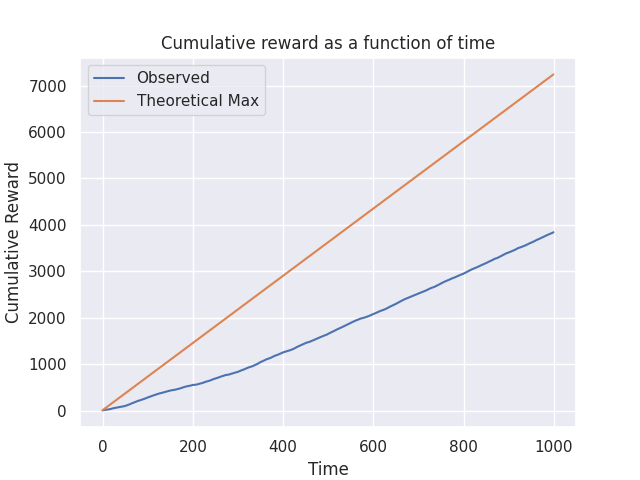 Cumulative reward as a function of time
Observed
Theoretical Max
7000
6000
5000
4000
3000
2000
1000
0
Cumulative Reward
0 200 400 600 800 1000
Time